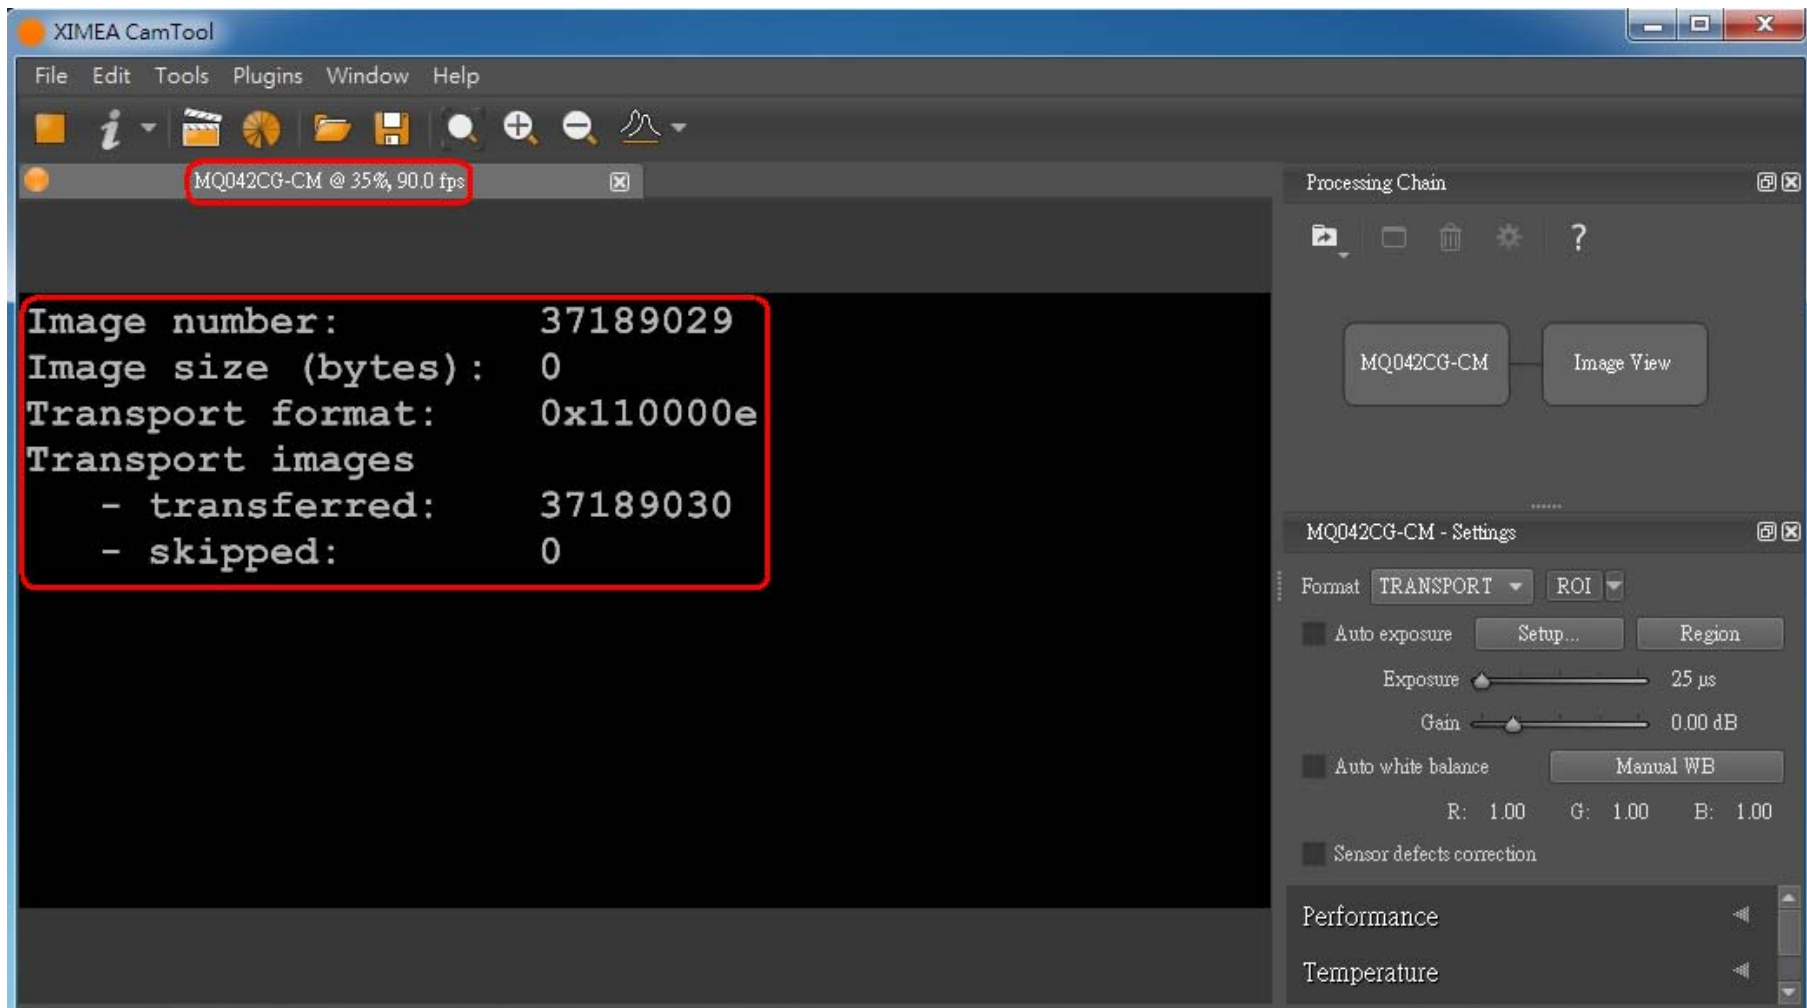 XIMEA CamTool
File Edit Tools Plugins Window Help
MQ042CG-CM @ 35%, 90.0 fps
Image number: 37189029
Image size (bytes): 0
Transport format: 0x110000e
Transport images
- transferred: 37189030
- skipped: 0
Processing Chain
?
MQ042CG-CM
Image View
MQ042CG-CM - Settings
Format TRANSPORT ROI
Auto exposure Setup... Region
Exposure 25 µs
Gain 0.00 dB
Auto white balance Manual WB
R: 1.00 G: 1.00 B: 1.00
Sensor defects correction
Performance
Temperature